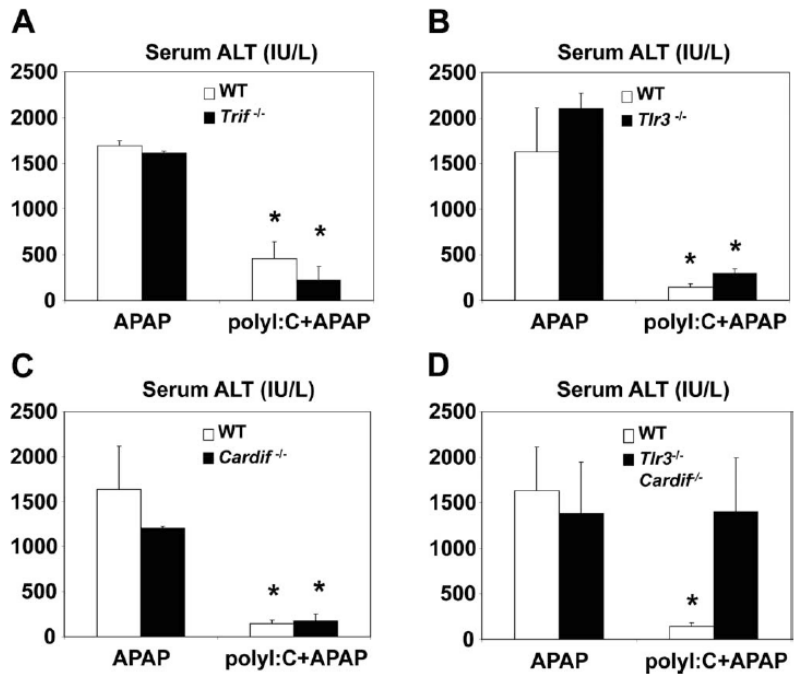 A
Serum ALT (IU/L)
2500
2000
1500
1000
500
0
WT
Trif -/-
* *
APAP polyI:C+APAP
B
Serum ALT (IU/L)
2500
2000
1500
1000
500
0
WT
Tlr3 -/-
* *
APAP polyI:C+APAP
C
Serum ALT (IU/L)
2500
2000
1500
1000
500
0
WT
Cardif -/-
* *
APAP polyI:C+APAP
D
Serum ALT (IU/L)
2500
2000
1500
1000
500
0
WT
Tlr3-/-
Cardif-/-
*
APAP polyI:C+APAP